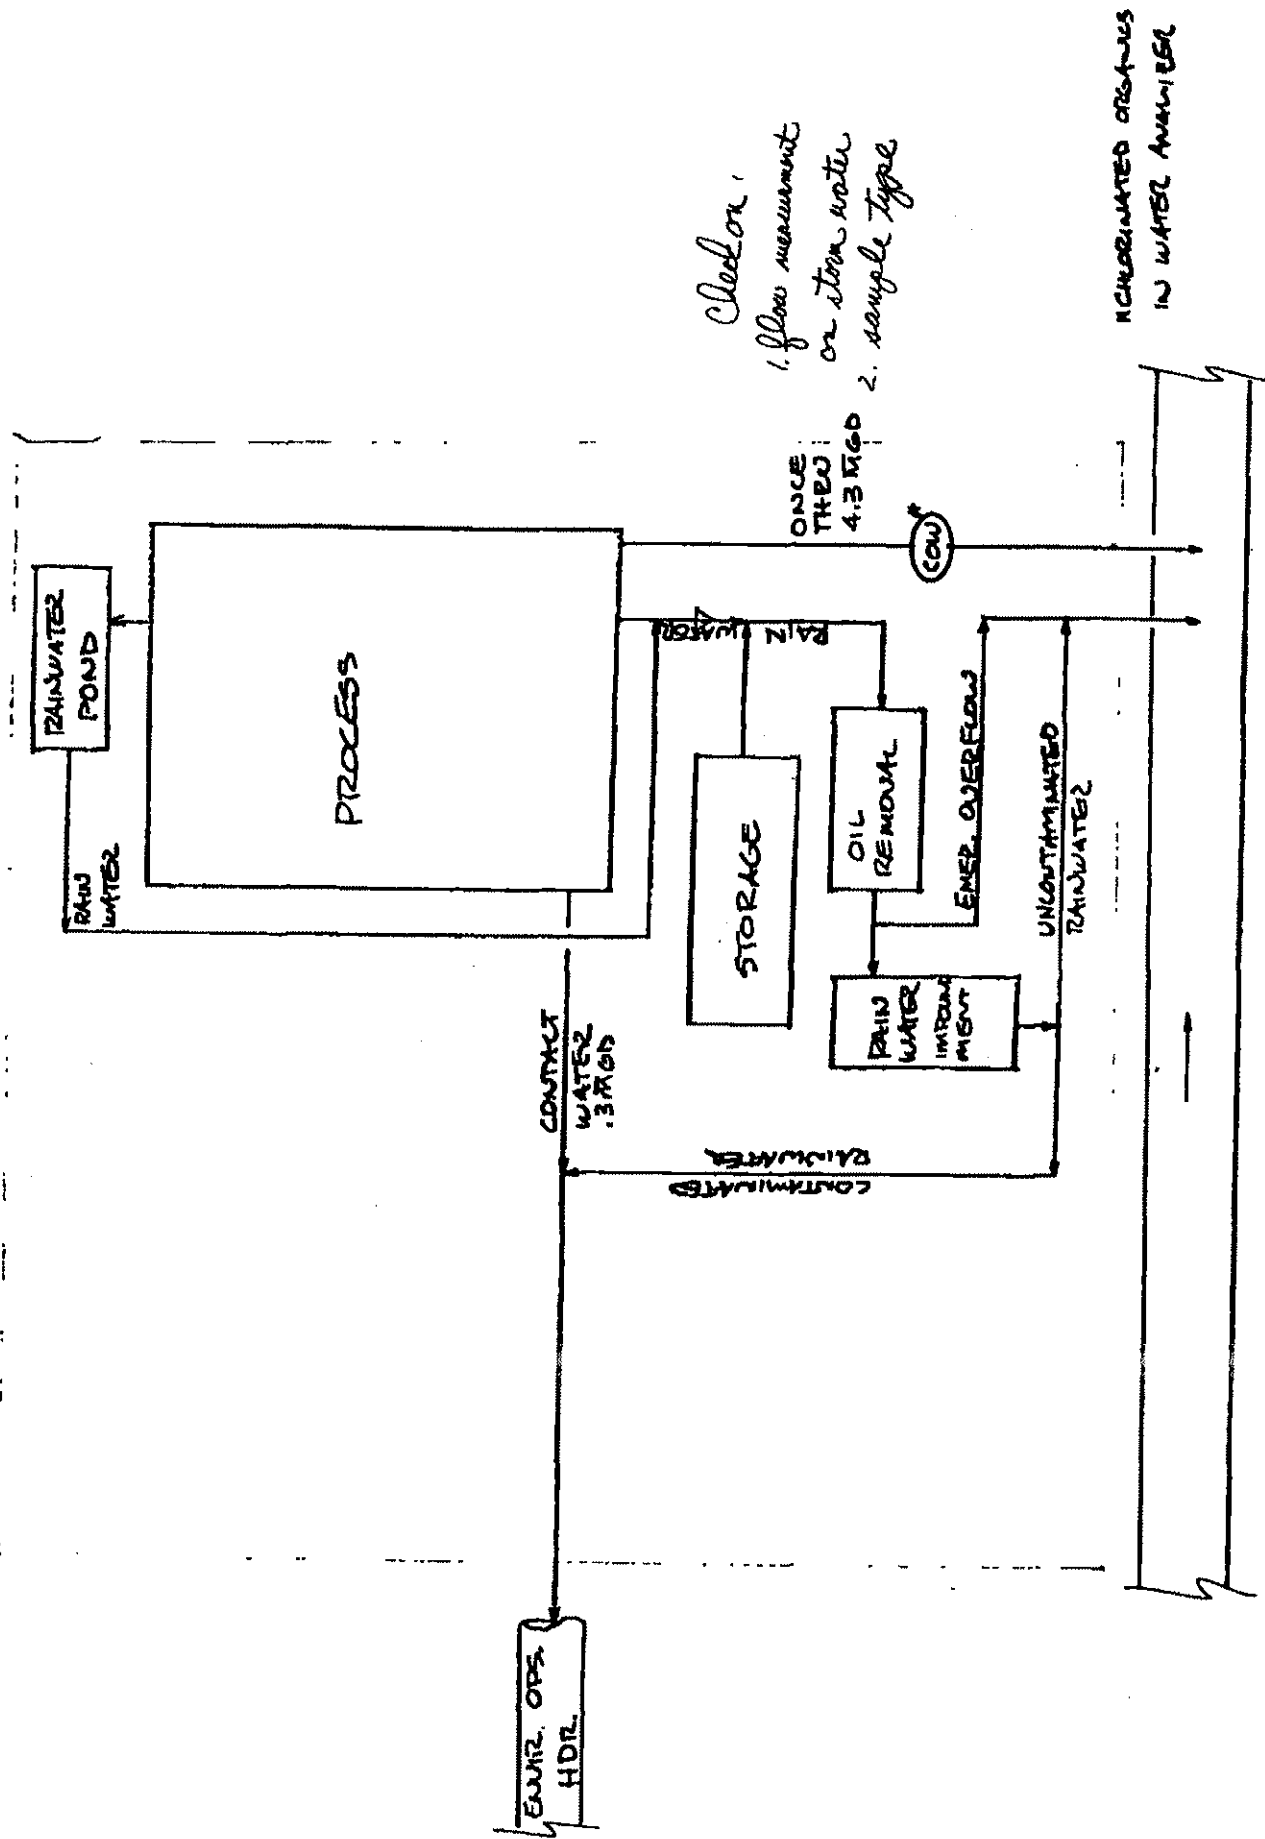 RAINWATER
POND
RAIN
WATER
PROCESS
CONTACT
WATER
.3 MGD
ENVIR. OPS.
HDR.
RAIN WATER
STORAGE
OIL
REMOVAL
RAIN
WATER
IMPOUND
MENT
EMER. OVERFLOW
UNCONTAMINATED
RAINWATER
CONTAMINATED
RAINWATER
ONCE
THRU
4.3 MGD
COW
Check on
1. flow measurement
on storm water
2. sample type
*CHLORINATED ORGANICS
IN WATER ANALYZER